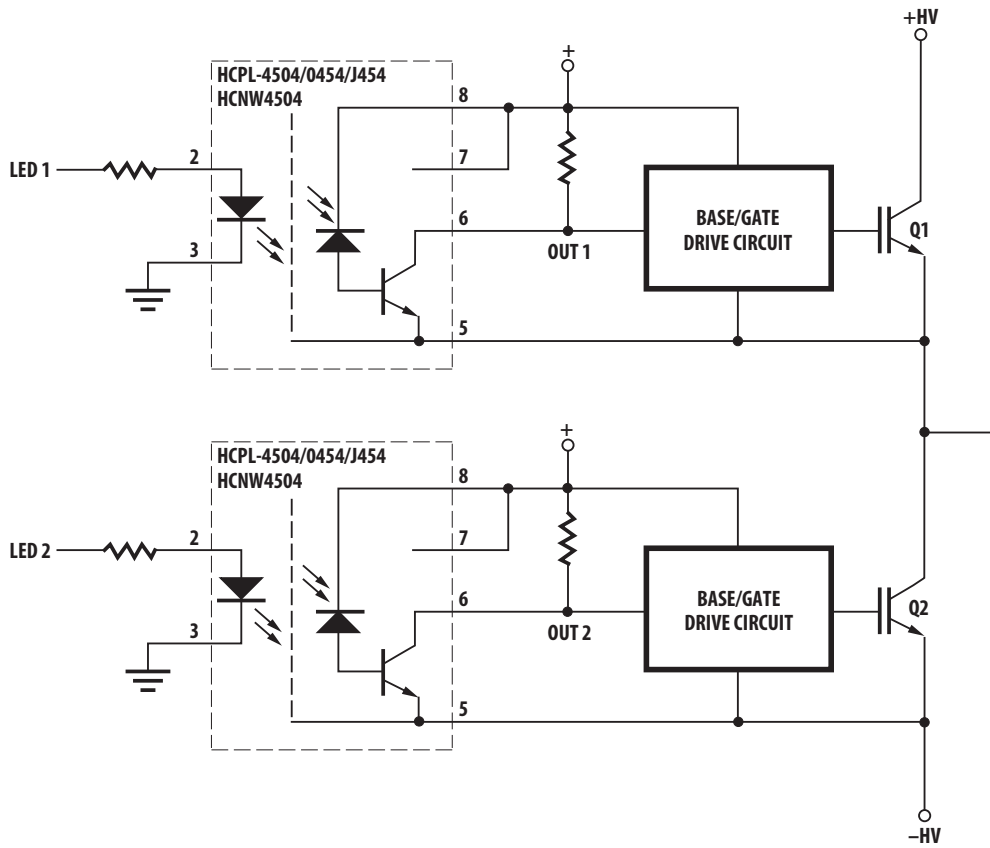 +HV
+
HCPL-4504/0454/J454
HCNW4504
8
7
2
LED 1
6
BASE/GATE
DRIVE CIRCUIT
Q1
OUT 1
3
5
+
HCPL-4504/0454/J454
HCNW4504
8
7
2
LED 2
6
BASE/GATE
DRIVE CIRCUIT
Q2
OUT 2
3
5
–HV